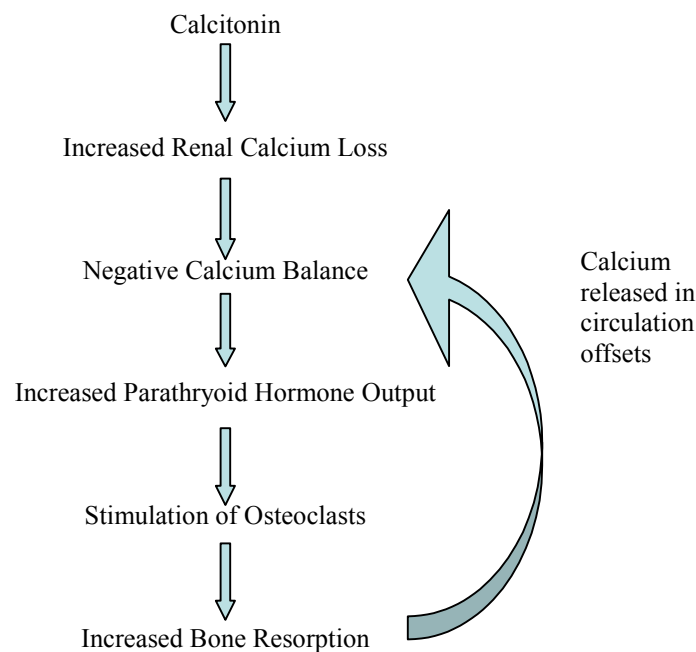 Calcitonin
Increased Renal Calcium Loss
Negative Calcium Balance
Calcium
released in
circulation
offsets
Increased Parathryoid Hormone Output
Stimulation of Osteoclasts
Increased Bone Resorption